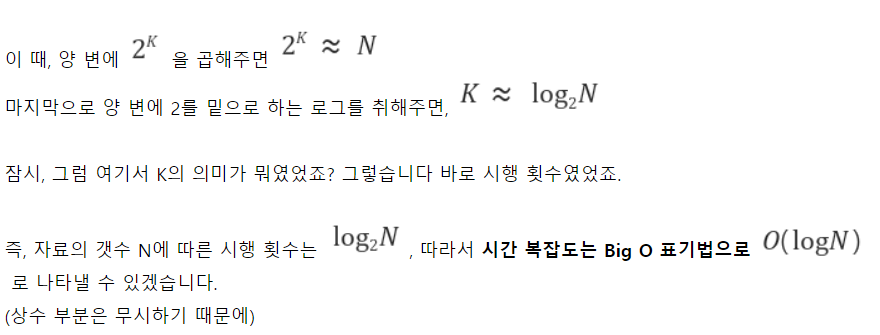 이 때, 양 변에 2^K 을 곱해주면 2^K ≈ N
마지막으로 양 변에 2를 밑으로 하는 로그를 취해주면, K ≈ log₂N
잠시, 그럼 여기서 K의 의미가 뭐였었죠? 그렇습니다 바로 시행 횟수였었죠.
즉, 자료의 갯수 N에 따른 시행 횟수는 log₂N , 따라서 시간 복잡도는 Big O 표기법으로 O(logN)
로 나타낼 수 있겠습니다.
(상수 부분은 무시하기 때문에)